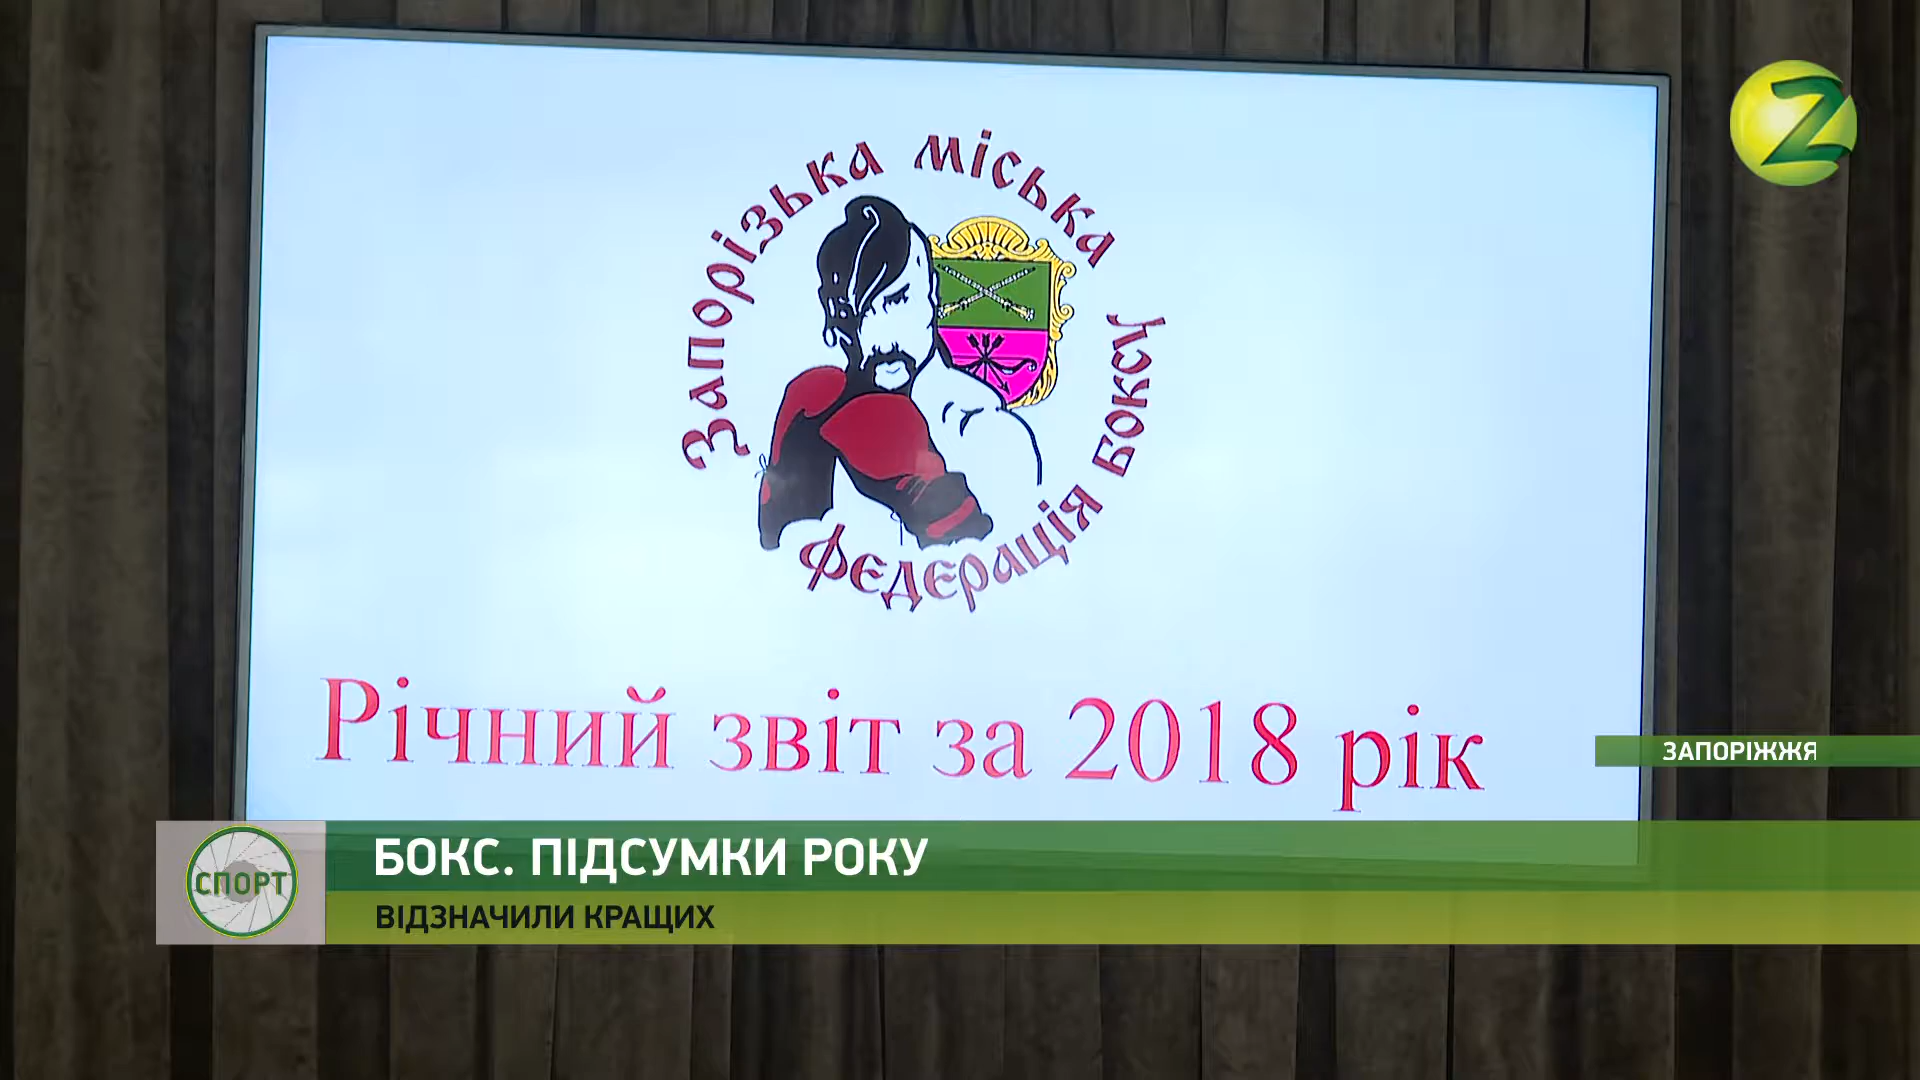 Запорізька міська
федерація боксу
Річний звіт за 2018 рік
ЗАПОРІЖЖЯ
БОКС. ПІДСУМКИ РОКУ
СПОРТ
ВІДЗНАЧИЛИ КРАЩИХ
Z